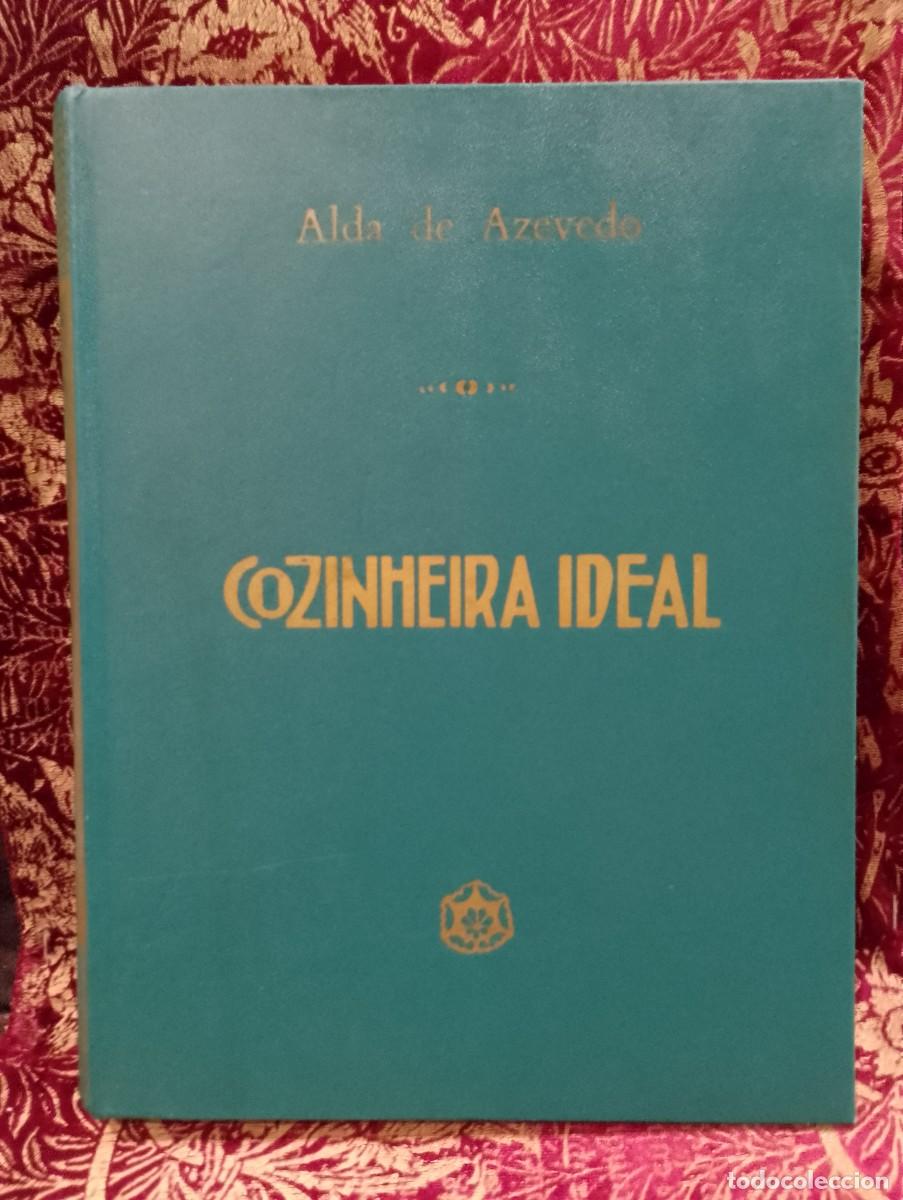 Alda de Azevedo
COZINHEIRA IDEAL
todocoleccion